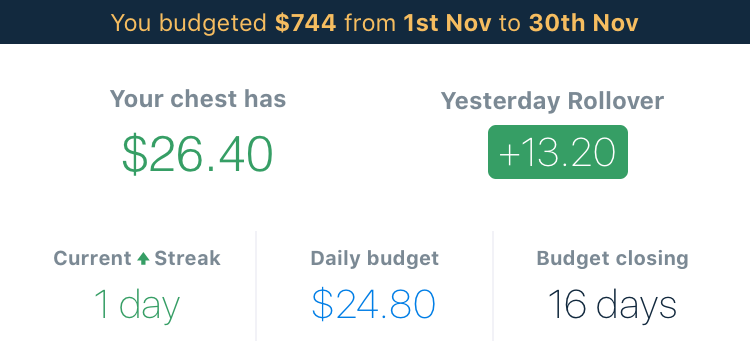 You budgeted $744 from 1st Nov to 30th Nov
Your chest has
$26.40
Yesterday Rollover
+13.20
Current Streak
1 day
Daily budget
$24.80
Budget closing
16 days